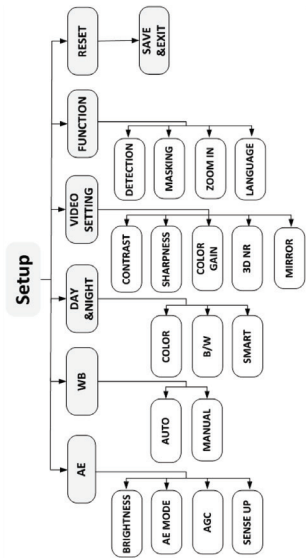 Setup
AE
WB
DAY
&NIGHT
VIDEO
SETTING
FUNCTION
RESET
BRIGHTNESS
AE MODE
AGC
SENSE UP
AUTO
MANUAL
COLOR
B/W
SMART
CONTRAST
SHARPNESS
COLOR
GAIN
3D NR
MIRROR
DETECTION
MASKING
ZOOM IN
LANGUAGE
SAVE
&EXIT